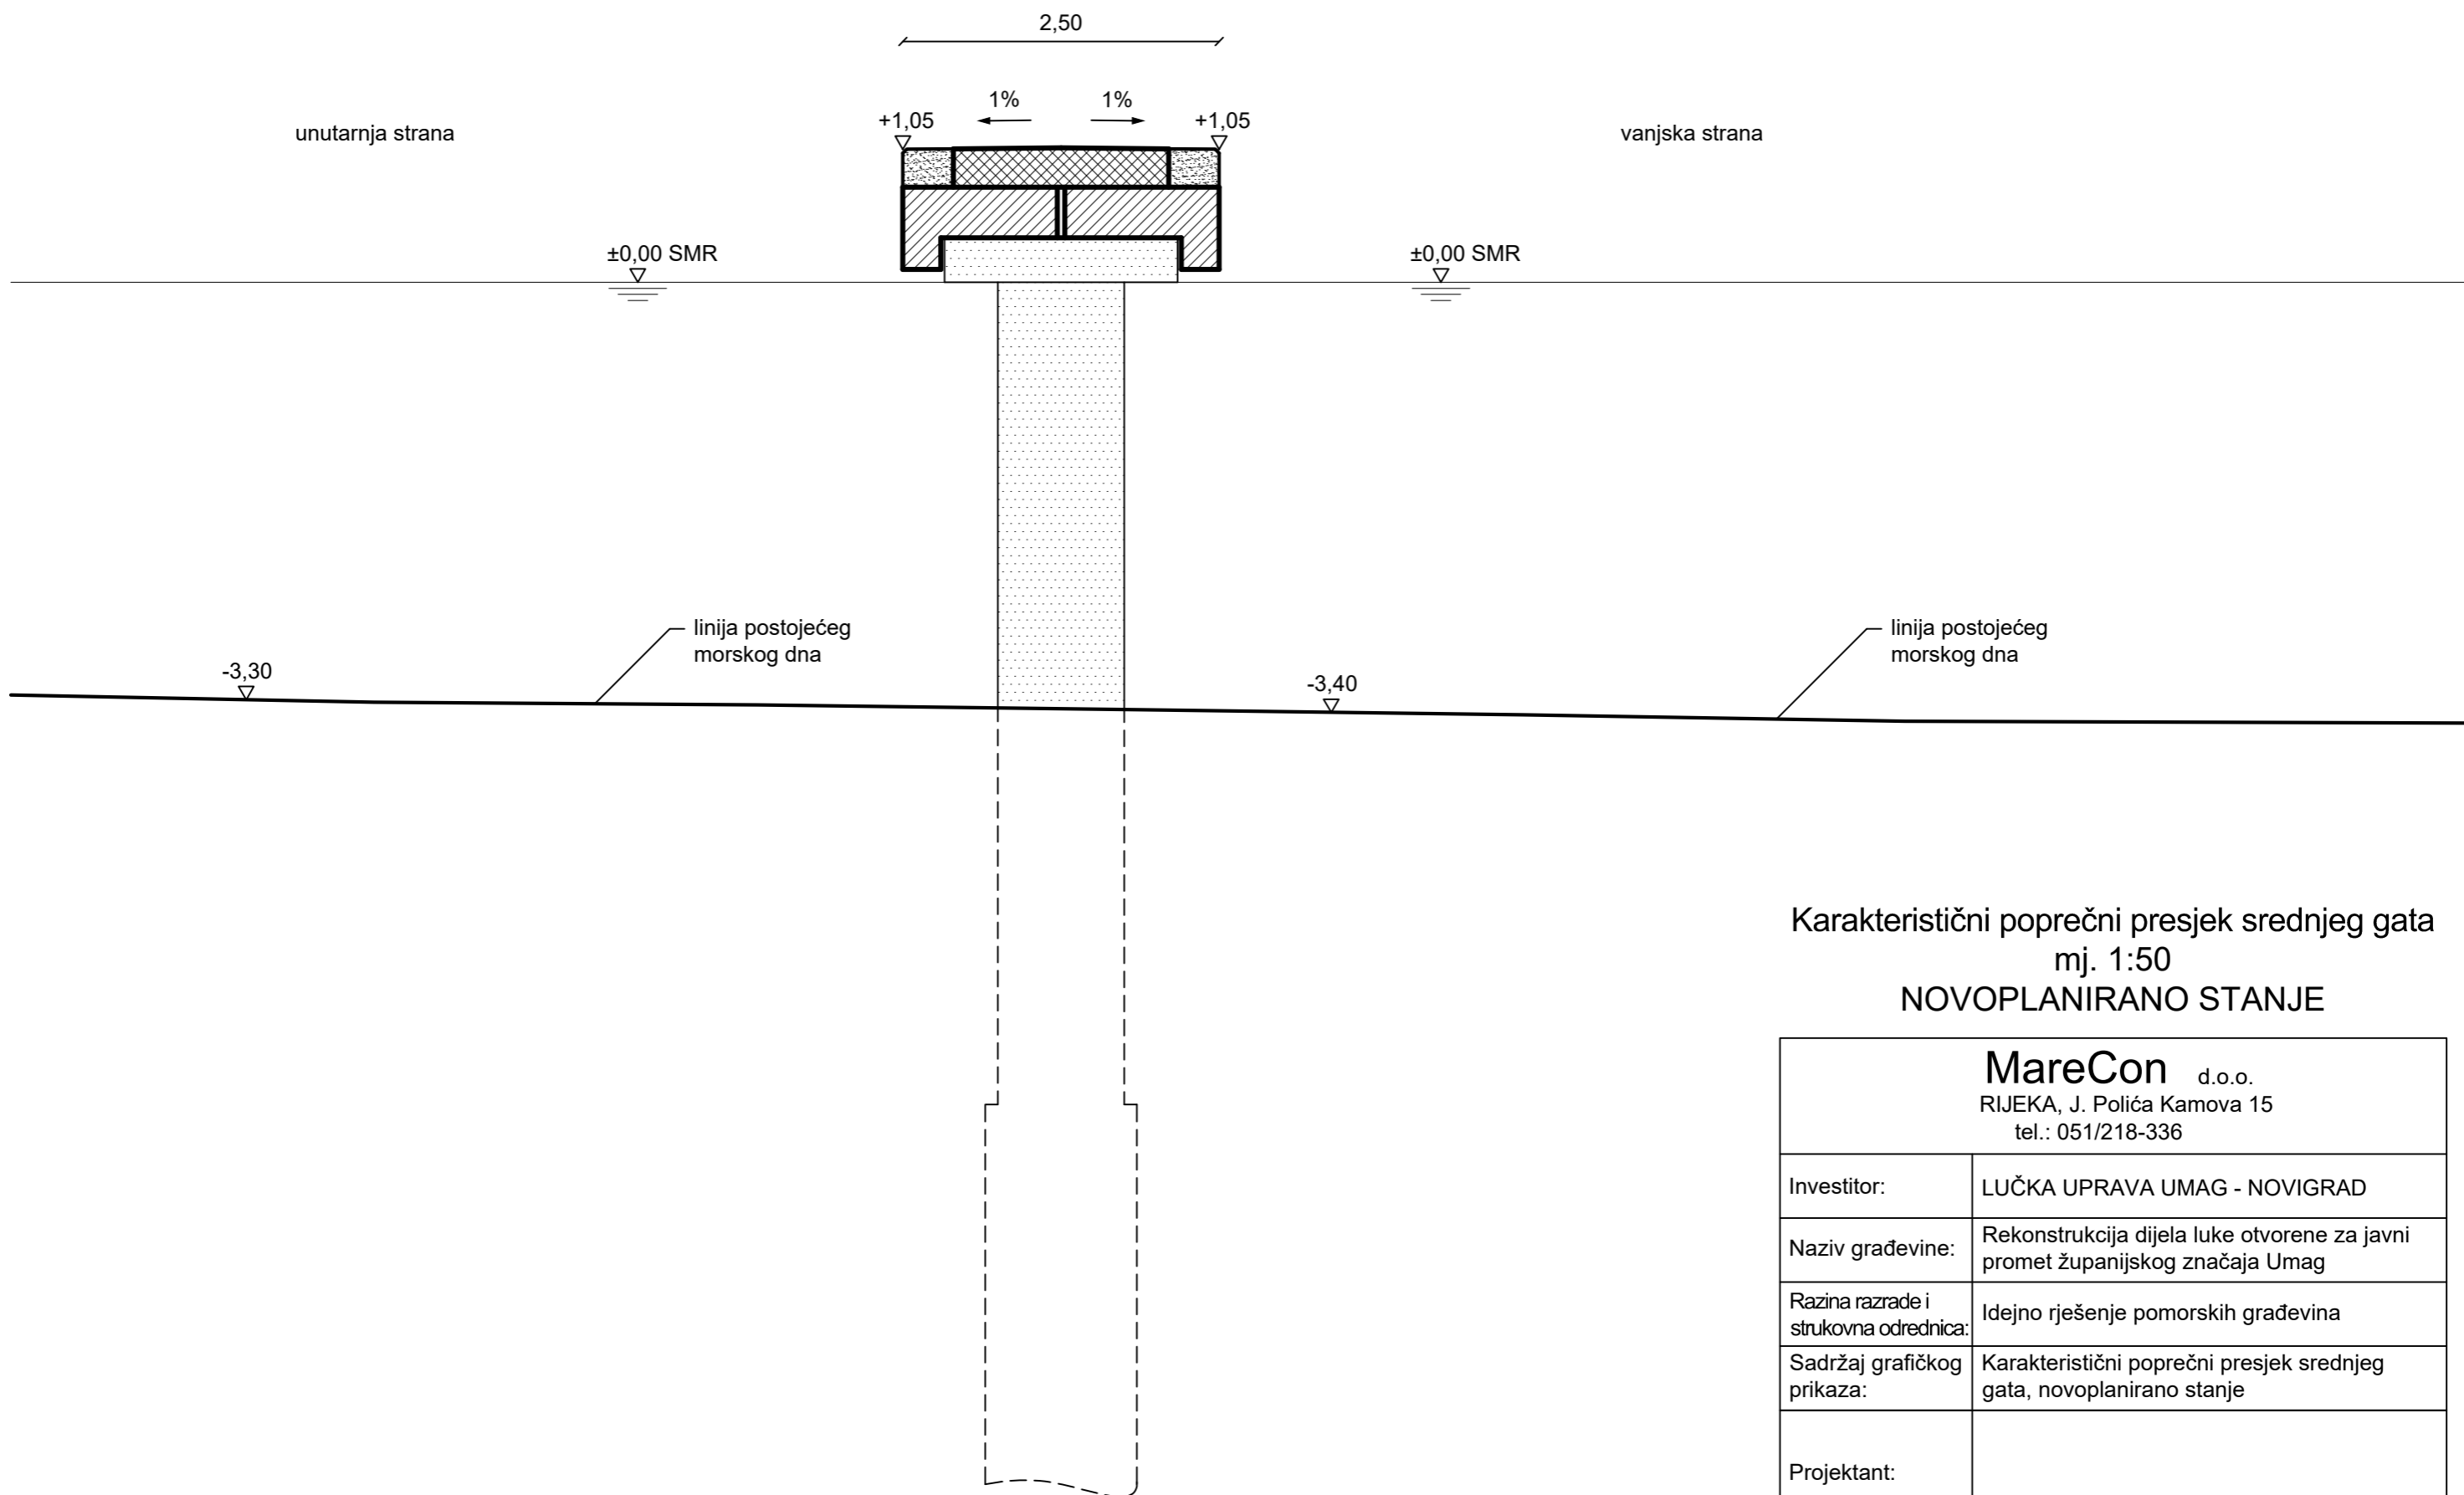 2,50
1%
1%
+1,05
+1,05
unutarnja strana
vanjska strana
±0,00 SMR
±0,00 SMR
linija postojećeg
morskog dna
linija postojećeg
morskog dna
-3,30
-3,40
Karakteristični poprečni presjek srednjeg gata
mj. 1:50
NOVOPLANIRANO STANJE
MareCon d.o.o.
RIJEKA, J. Polića Kamova 15
tel.: 051/218-336
Investitor:
LUČKA UPRAVA UMAG - NOVIGRAD
Naziv građevine:
Rekonstrukcija dijela luke otvorene za javni
promet županijskog značaja Umag
Razina razrade i
strukovna odrednica:
Idejno rješenje pomorskih građevina
Sadržaj grafičkog
prikaza:
Karakteristični poprečni presjek srednjeg
gata, novoplanirano stanje
Projektant: